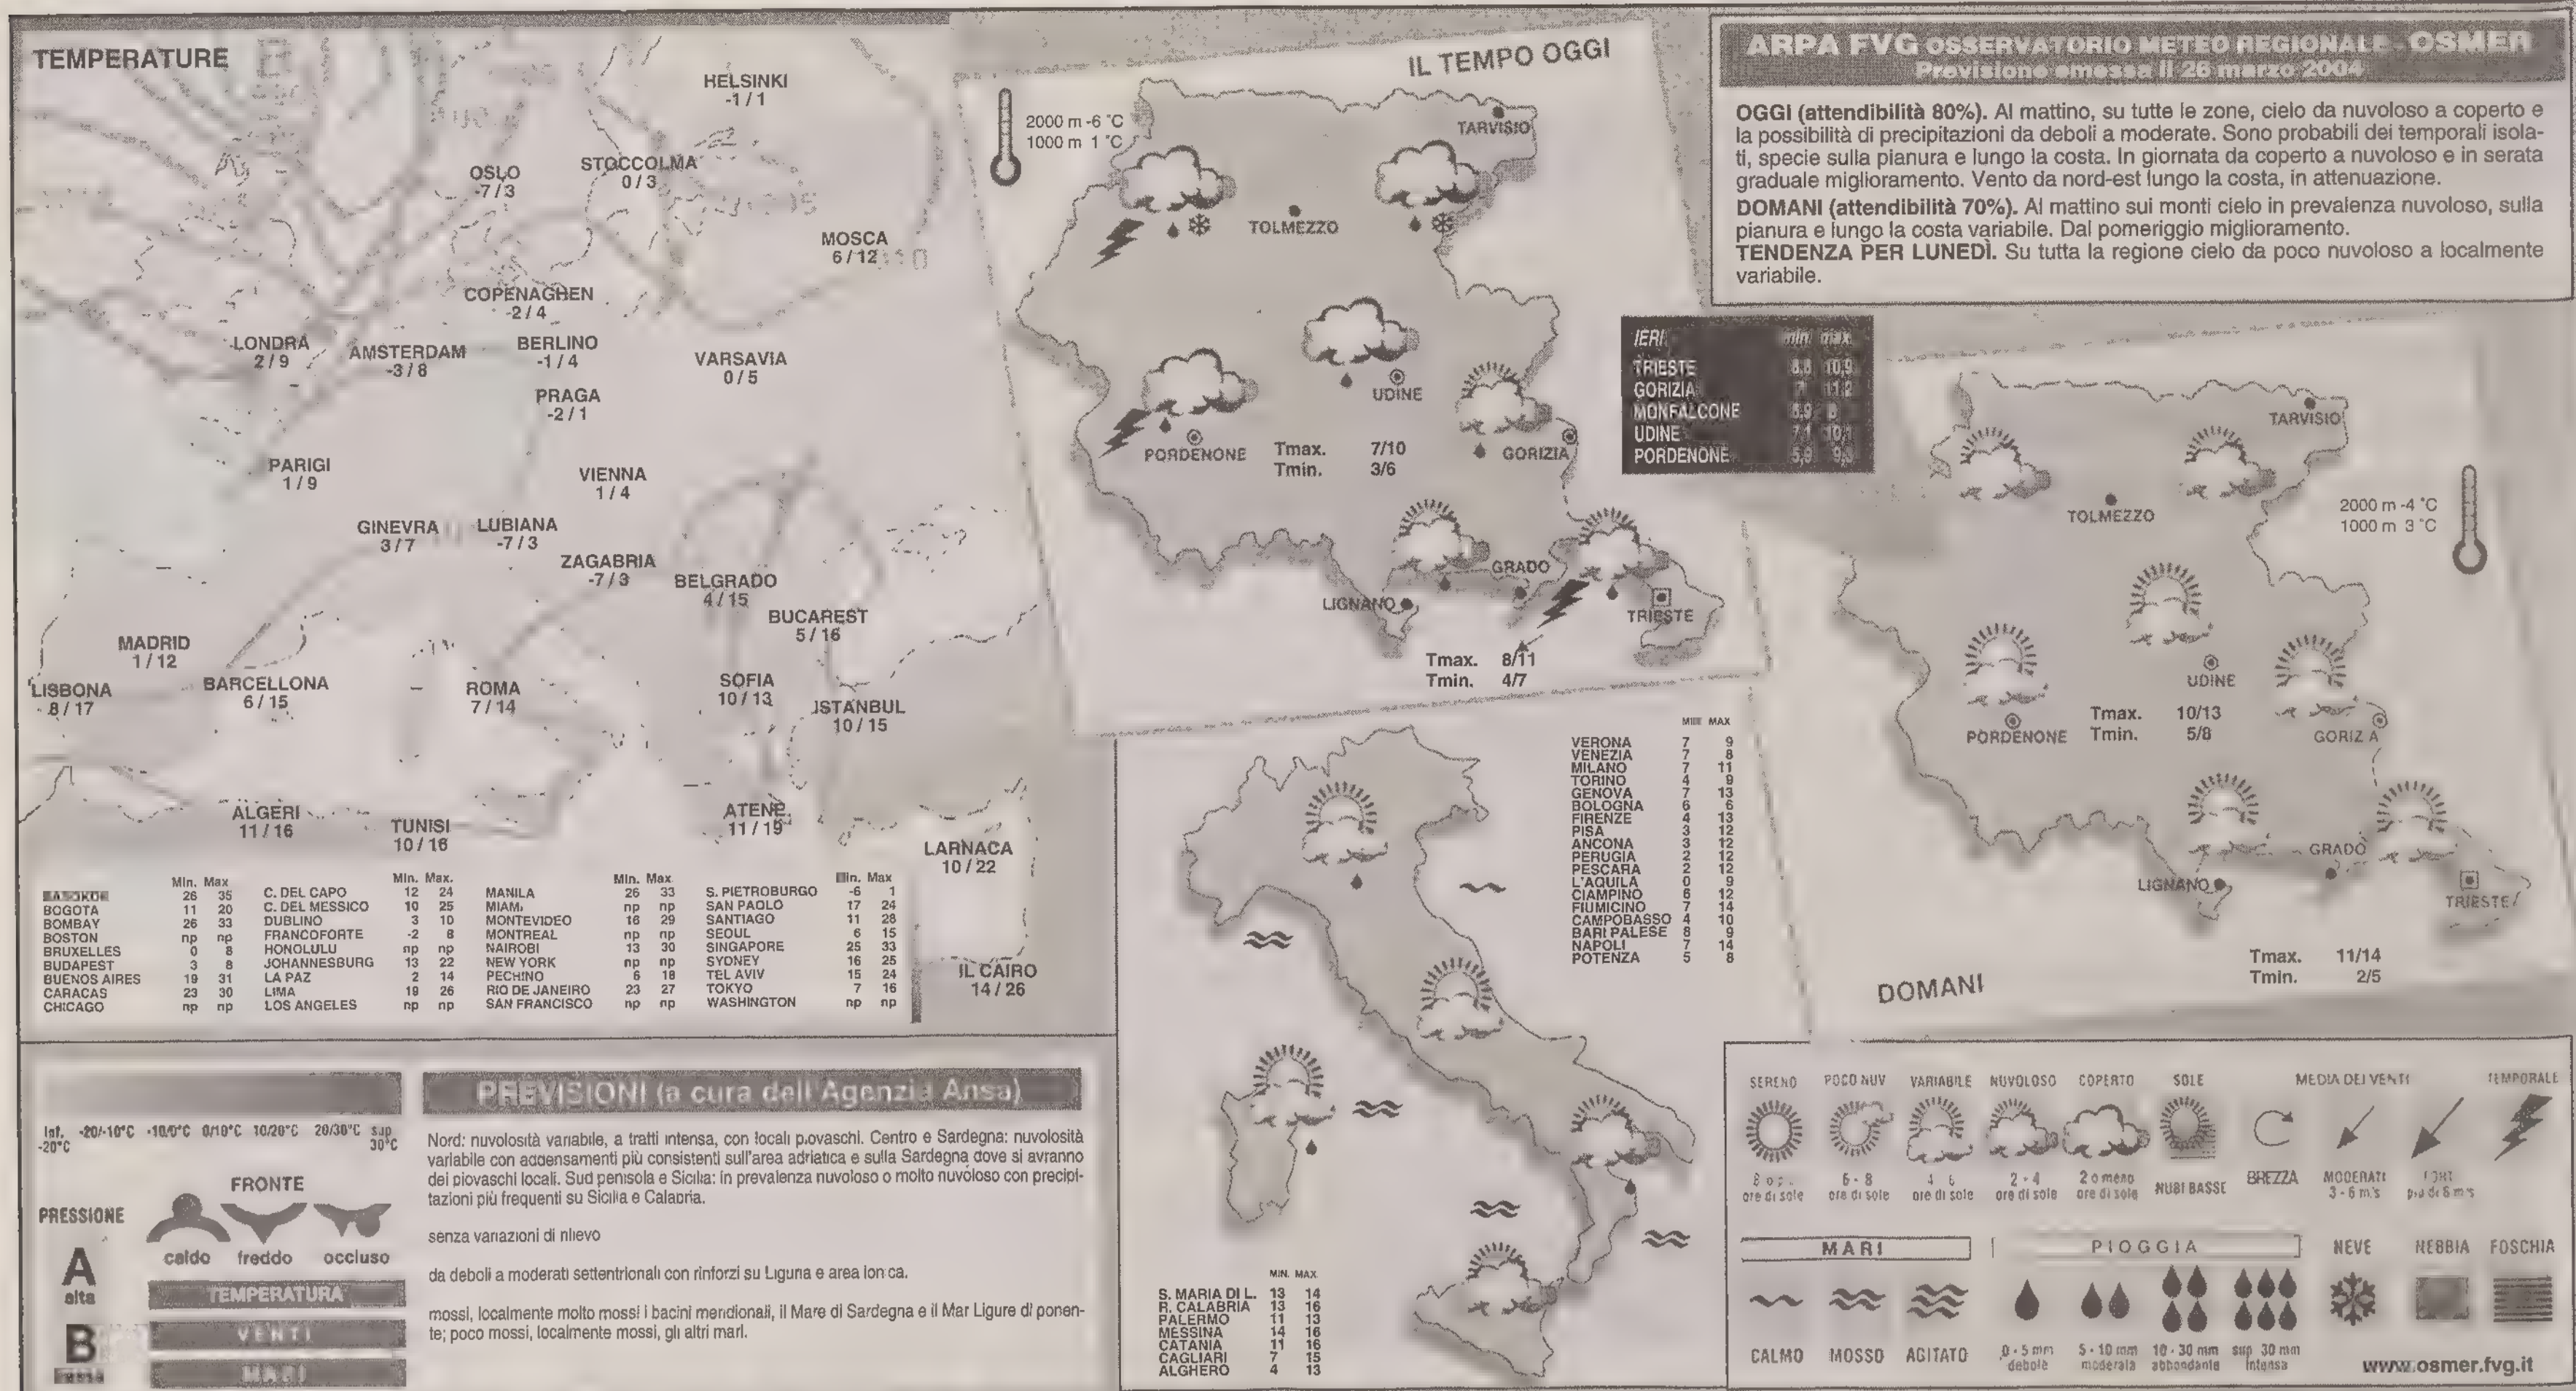 TEMPERATURE
HELSINKI
-1 / 1
OSLO
-7 / 3
STOCCOLMA
0 / 3
MOSCA
6 / 12
COPENAGHEN
-2 / 4
LONDRA
2 / 9
AMSTERDAM
-3 / 8
BERLINO
-1 / 4
VARSAVIA
0 / 5
PRAGA
-2 / 1
PARIGI
1 / 9
VIENNA
1 / 4
GINEVRA
3 / 7
LUBIANA
-7 / 3
ZAGABRIA
-7 / 3
BELGRADO
4 / 15
BUCAREST
5 / 16
MADRID
1 / 12
LISBONA
8 / 17
BARCELLONA
6 / 15
ROMA
7 / 14
SOFIA
10 / 13
ISTANBUL
10 / 15
ALGERI
11 / 16
TUNISI
10 / 16
ATENE
11 / 19
LARNACA
10 / 22
IL CAIRO
14 / 26
Min. Max
26 35
BOGOTA 11 20
BOMBAY 26 33
BOSTON np np
BRUXELLES 0 8
BUDAPEST 3 8
BUENOS AIRES 19 31
CARACAS 23 30
CHICAGO np np
Min. Max.
C. DEL CAPO 12 24
C. DEL MESSICO 10 25
DUBLINO 3 10
FRANCOFORTE -2 8
HONOLULU np np
JOHANNESBURG 13 22
LA PAZ 2 14
LIMA 19 26
LOS ANGELES np np
Min. Max
MANILA 26 33
MIAMI np np
MONTEVIDEO 16 29
MONTREAL np np
NAIROBI 13 30
NEW YORK np np
PECHINO 6 18
RIO DE JANEIRO 23 27
SAN FRANCISCO np np
Min. Max
S. PIETROBURGO -6 1
SAN PAOLO 17 24
SANTIAGO 11 28
SEOUL 6 15
SINGAPORE 25 33
SYDNEY 16 25
TEL AVIV 15 24
TOKYO 7 16
WASHINGTON np np
IL TEMPO OGGI
2000 m -6 °C
1000 m 1 °C
TARVISIO
TOLMEZZO
UDINE
PORDENONE
GORIZIA
Tmax. 7/10
Tmin. 3/6
GRADO
LIGNANO
TRIESTE
Tmax. 8/11
Tmin. 4/7
ARPA FVG OSSERVATORIO METEO REGIONALE - OSMER
Previsione emessa il 26 marzo 2004
OGGI (attendibilità 80%). Al mattino, su tutte le zone, cielo da nuvoloso a coperto e
la possibilità di precipitazioni da deboli a moderate. Sono probabili dei temporali isola-
ti, specie sulla pianura e lungo la costa. In giornata da coperto a nuvoloso e in serata
graduale miglioramento. Vento da nord-est lungo la costa, in attenuazione.
DOMANI (attendibilità 70%). Al mattino sui monti cielo in prevalenza nuvoloso, sulla
pianura e lungo la costa variabile. Dal pomeriggio miglioramento.
TENDENZA PER LUNEDÌ. Su tutta la regione cielo da poco nuvoloso a localmente
variabile.
IERI min. max.
TRIESTE 10,9
GORIZIA 7 11,2
MONFALCONE
UDINE 7,1
PORDENONE 5,9
TARVISIO
TOLMEZZO
2000 m -4 °C
1000 m 3 °C
UDINE
PORDENONE
GORIZIA
Tmax. 10/13
Tmin. 5/8
GRADO
LIGNANO
TRIESTE
Tmax. 11/14
Tmin. 2/5
DOMANI
MAX
VERONA 7 9
VENEZIA 7 8
MILANO 7 11
TORINO 4 9
GENOVA 7 13
BOLOGNA 6 6
FIRENZE 4 13
PISA 3 12
ANCONA 3 12
PERUGIA 2 12
PESCARA 2 12
L'AQUILA 0 9
CIAMPINO 6 12
FIUMICINO 7 14
CAMPOBASSO 4 10
BARI PALESE 8 9
NAPOLI 7 14
POTENZA 5 8
MIN. MAX
S. MARIA DI L. 13 14
R. CALABRIA 13 16
PALERMO 11 13
MESSINA 14 16
CATANIA 11 16
CAGLIARI 7 15
ALGHERO 4 13
Inf. -20°C -20/-10°C -10/0°C 0/10°C 10/20°C 20/30°C sup 30°C
FRONTE
PRESSIONE
caldo freddo occluso
A
alta
B
TEMPERATURA
VENTI
MARI
PREVISIONI (a cura dell'Agenzia Ansa)
Nord: nuvolosità variabile, a tratti intensa, con locali piovaschi. Centro e Sardegna: nuvolosità
variabile con addensamenti più consistenti sull'area adriatica e sulla Sardegna dove si avranno
dei piovaschi locali. Sud penisola e Sicilia: in prevalenza nuvoloso o molto nuvoloso con precipi-
tazioni più frequenti su Sicilia e Calabria.
senza variazioni di rilievo
da deboli a moderati settentrionali con rinforzi su Liguria e area ionica.
mossi, localmente molto mossi i bacini meridionali, il Mare di Sardegna e il Mar Ligure di ponen-
te; poco mossi, localmente mossi, gli altri mari.
SERENO POCO NUV VARIABILE NUVOLOSO COPERTO SOLE MEDIA DEI VENTI TEMPORALE
ore di sole
6 - 8 ore di sole
4 - 6 ore di sole
2 - 4 ore di sole
2 o meno ore di sole
NUBI BASSE
BREZZA
MODERATI 3 - 6 m/s
FORTI più di 6 m/s
MARI PIOGGIA NEVE NEBBIA FOSCHIA
CALMO MOSSO AGITATO
0 - 5 mm debole
5 - 10 mm moderata
10 - 30 mm abbondante
sup. 30 mm intensa
www.osmer.fvg.it